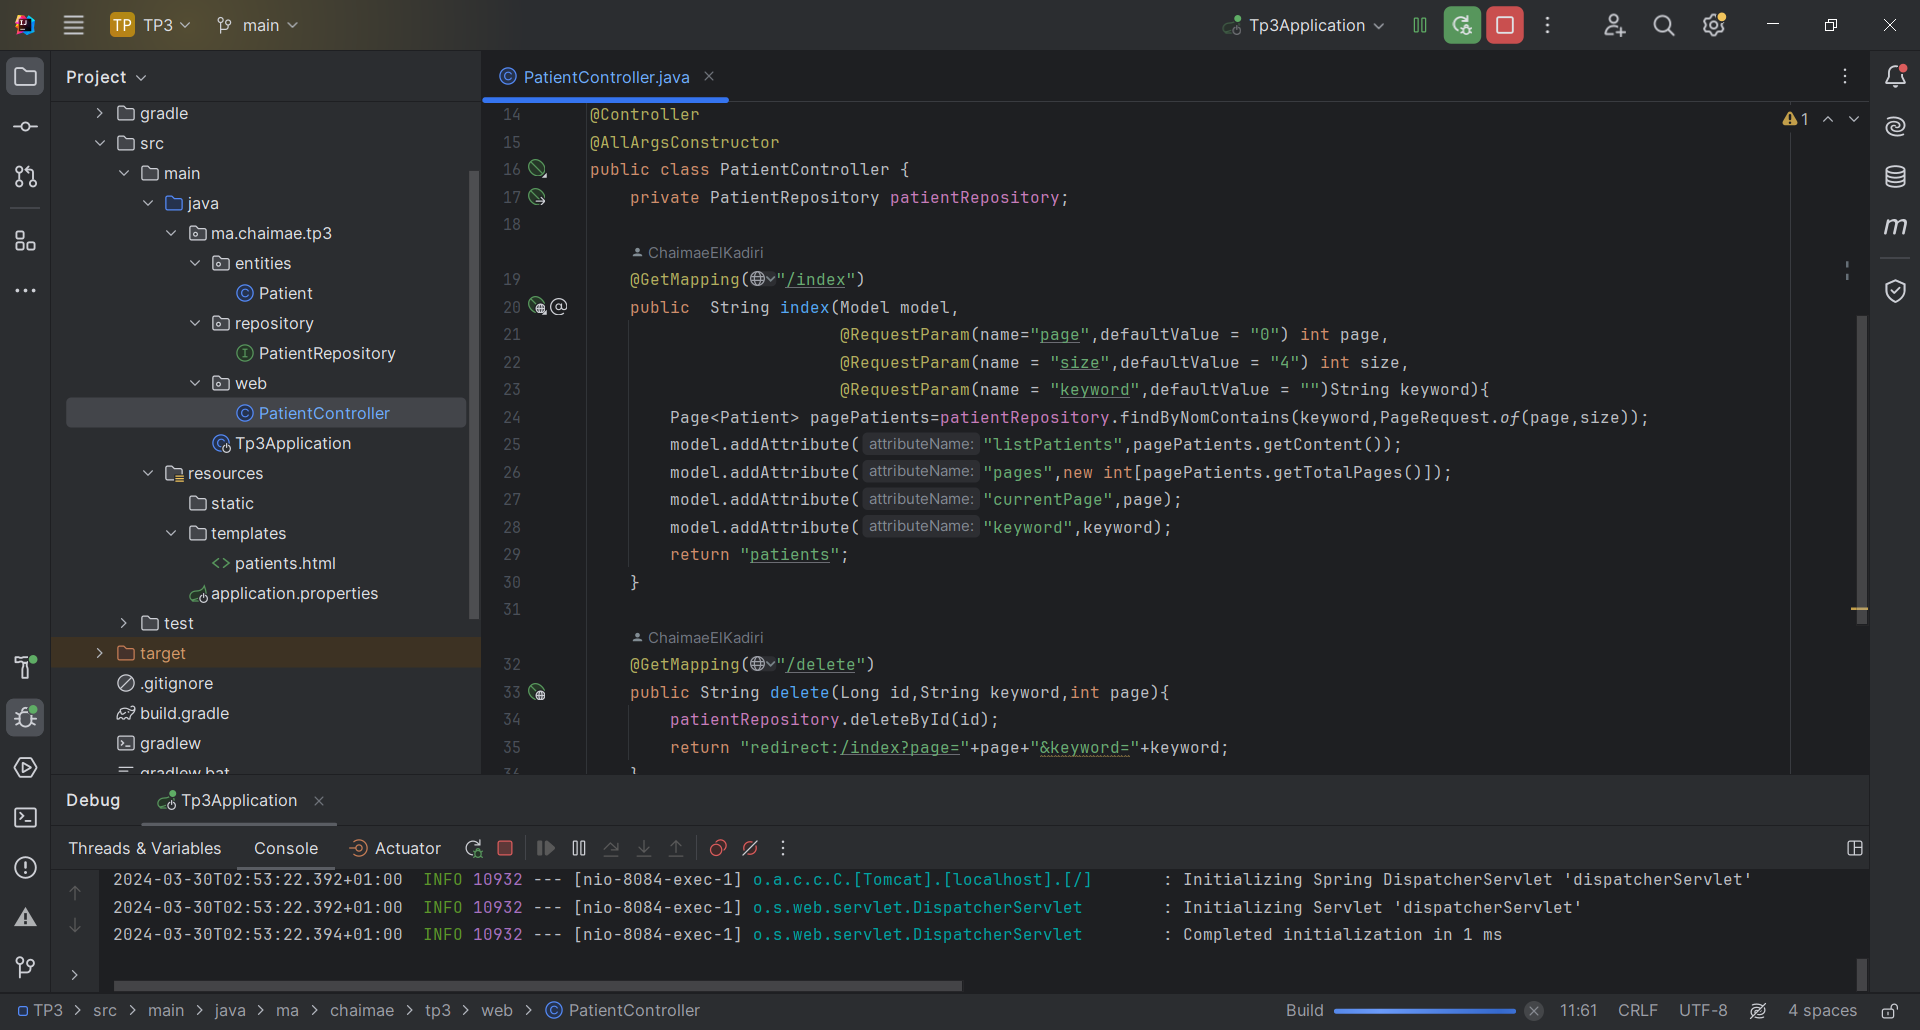 TP TP3 main Tp3Application
Project
PatientController.java
gradle
src
main
java
ma.chaimae.tp3
entities
Patient
repository
PatientRepository
web
PatientController
Tp3Application
resources
static
templates
patients.html
application.properties
test
target
.gitignore
build.gradle
gradlew
gradlew.bat
1
14 @Controller
15 @AllArgsConstructor
16 public class PatientController {
17 private PatientRepository patientRepository;
18
ChaimaeElKadiri
19 @GetMapping("/index")
20 @ public  String index(Model model,
21 @RequestParam(name="page",defaultValue = "0") int page,
22 @RequestParam(name = "size",defaultValue = "4") int size,
23 @RequestParam(name = "keyword",defaultValue = "")String keyword){
24 Page<Patient> pagePatients=patientRepository.findByNomContains(keyword,PageRequest.of(page,size));
25 model.addAttribute( attributeName: "listPatients",pagePatients.getContent());
26 model.addAttribute( attributeName: "pages",new int[pagePatients.getTotalPages()]);
27 model.addAttribute( attributeName: "currentPage",page);
28 model.addAttribute( attributeName: "keyword",keyword);
29 return "patients";
30 }
31
ChaimaeElKadiri
32 @GetMapping("/delete")
33 public String delete(Long id,String keyword,int page){
34 patientRepository.deleteById(id);
35 return "redirect:/index?page="+page+"&keyword="+keyword;
36 }
Debug Tp3Application
Threads & Variables Console Actuator
2024-03-30T02:53:22.392+01:00  INFO 10932 --- [nio-8084-exec-1] o.a.c.c.C.[Tomcat].[localhost].[/] : Initializing Spring DispatcherServlet 'dispatcherServlet'
2024-03-30T02:53:22.392+01:00  INFO 10932 --- [nio-8084-exec-1] o.s.web.servlet.DispatcherServlet : Initializing Servlet 'dispatcherServlet'
2024-03-30T02:53:22.394+01:00  INFO 10932 --- [nio-8084-exec-1] o.s.web.servlet.DispatcherServlet : Completed initialization in 1 ms
TP3 > src > main > java > ma > chaimae > tp3 > web > PatientController Build 11:61 CRLF UTF-8 4 spaces